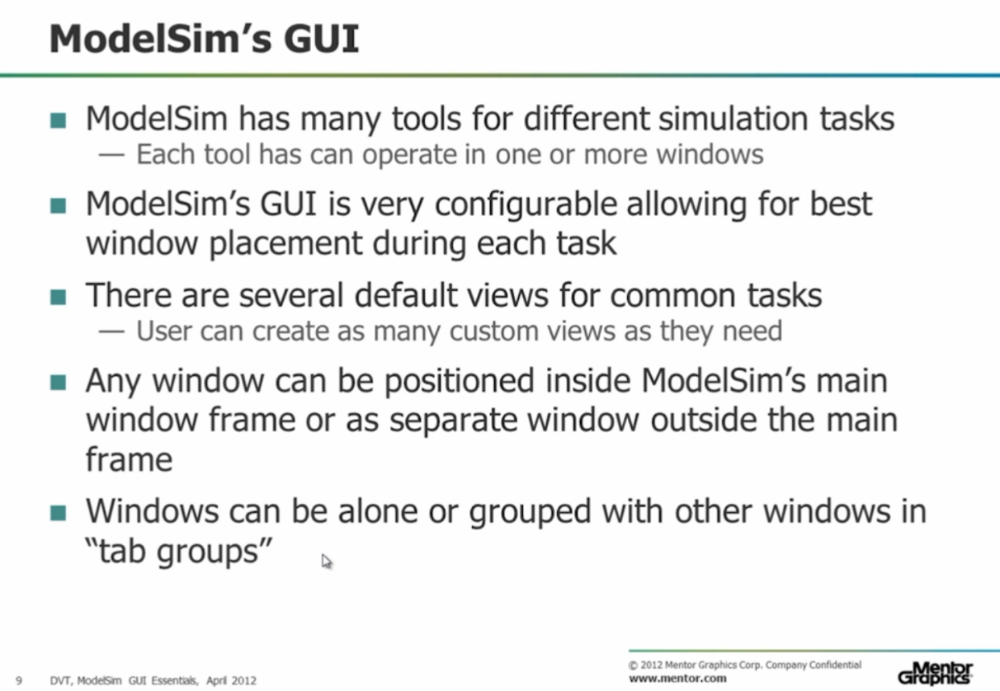 ModelSim’s GUI
ModelSim has many tools for different simulation tasks
— Each tool has can operate in one or more windows
ModelSim’s GUI is very configurable allowing for best
window placement during each task
There are several default views for common tasks
— User can create as many custom views as they need
Any window can be positioned inside ModelSim’s main
window frame or as separate window outside the main
frame
Windows can be alone or grouped with other windows in
“tab groups”
9 DVT, ModelSim GUI Essentials, April 2012
© 2012 Mentor Graphics Corp. Company Confidential
www.mentor.com
Mentor
Graphics